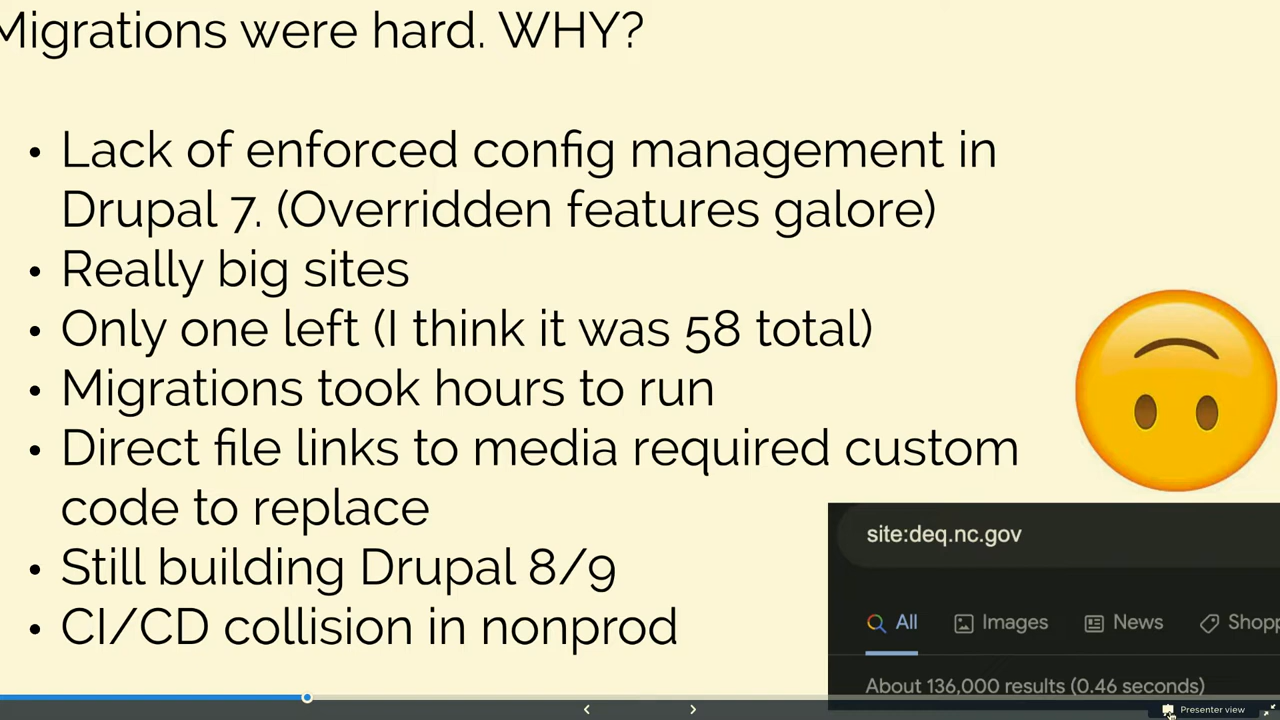 Migrations were hard. WHY?
• Lack of enforced config management in
Drupal 7. (Overridden features galore)
• Really big sites
• Only one left (I think it was 58 total)
• Migrations took hours to run
• Direct file links to media required custom
code to replace
• Still building Drupal 8/9
• CI/CD collision in nonprod
site:deq.nc.gov
All Images News Shopp
About 136,000 results (0.46 seconds)
Presenter view